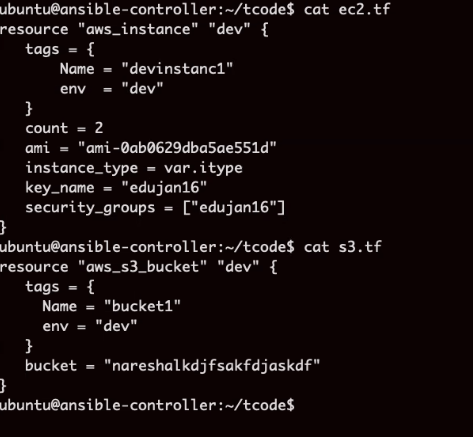 ubuntu@ansible-controller:~/tcode$ cat ec2.tf
resource "aws_instance" "dev" {
   tags = {
       Name = "devinstanc1"
       env  = "dev"
   }
   count = 2
   ami = "ami-0ab0629dba5ae551d"
   instance_type = var.itype
   key_name = "edujan16"
   security_groups = ["edujan16"]
}
ubuntu@ansible-controller:~/tcode$ cat s3.tf
resource "aws_s3_bucket" "dev" {
   tags = {
     Name = "bucket1"
     env = "dev"
   }
   bucket = "nareshalkdjfsakfdjaskdf"
}
ubuntu@ansible-controller:~/tcode$